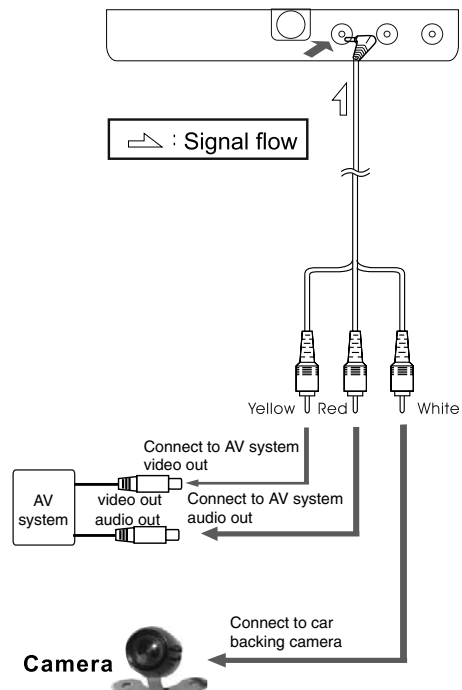 : Signal flow
Yellow
Red
White
Connect to AV system
video out
AV
system
video out
audio out
Connect to AV system
audio out
Connect to car
backing camera
Camera